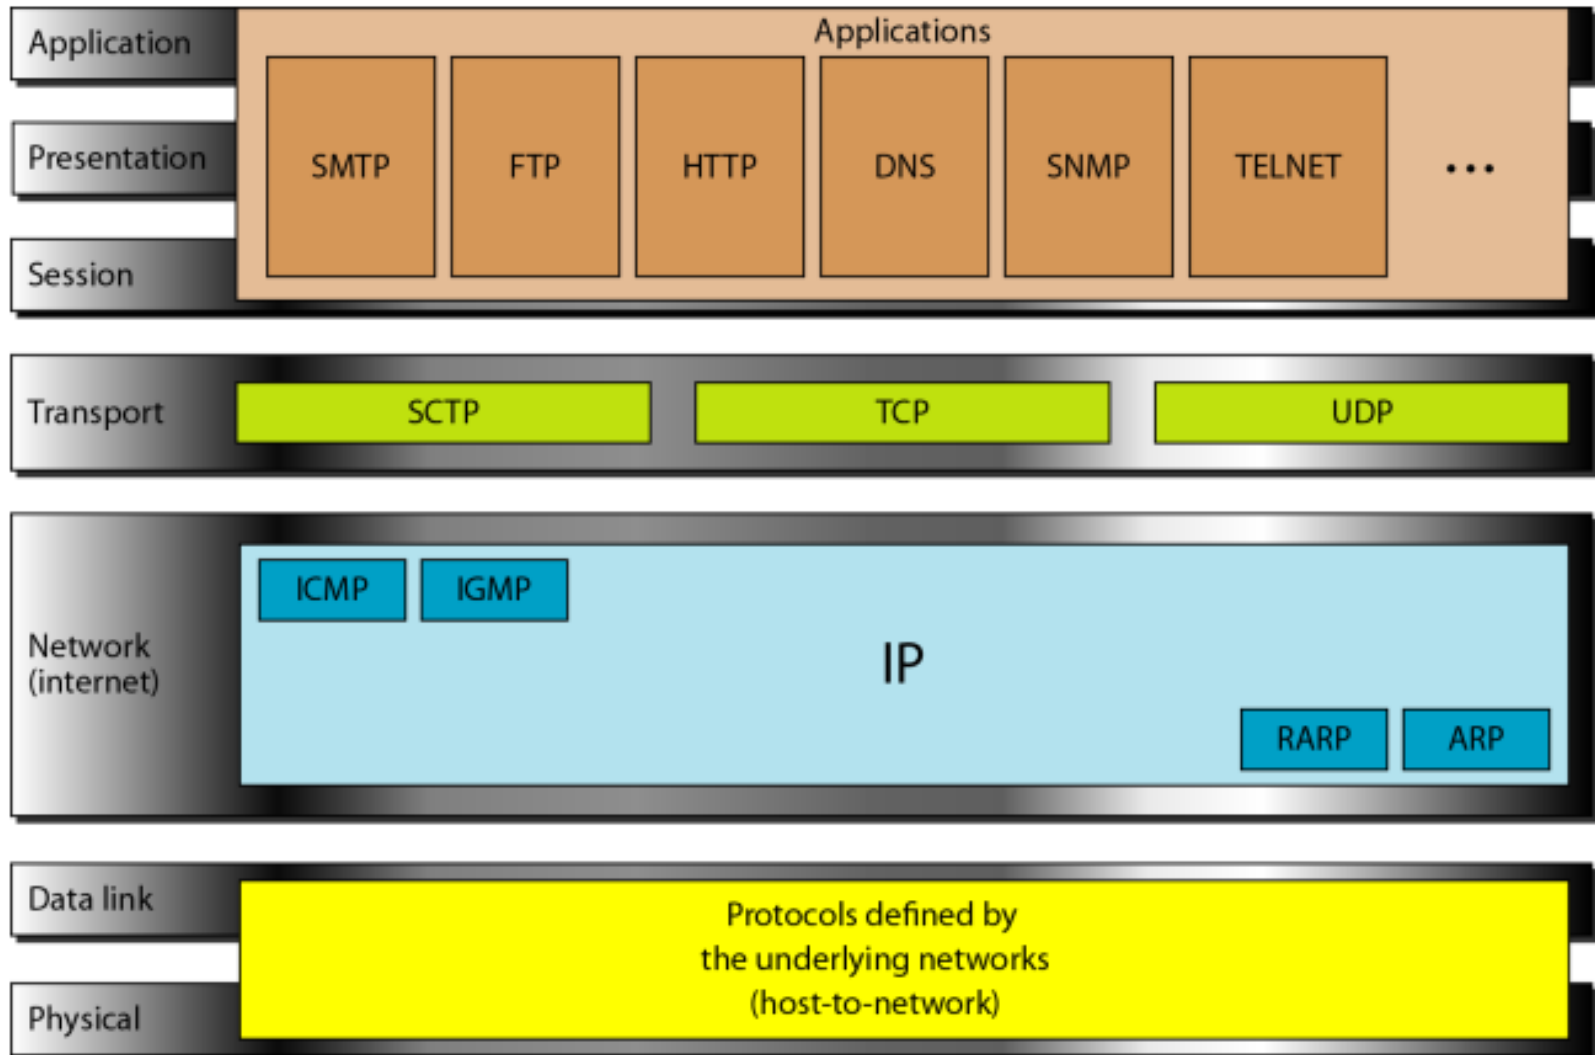 Application
Applications
Presentation
SMTP
FTP
HTTP
DNS
SNMP
TELNET
...
Session
Transport
SCTP
TCP
UDP
Network
(internet)
ICMP
IGMP
IP
RARP
ARP
Data link
Protocols defined by
the underlying networks
(host-to-network)
Physical